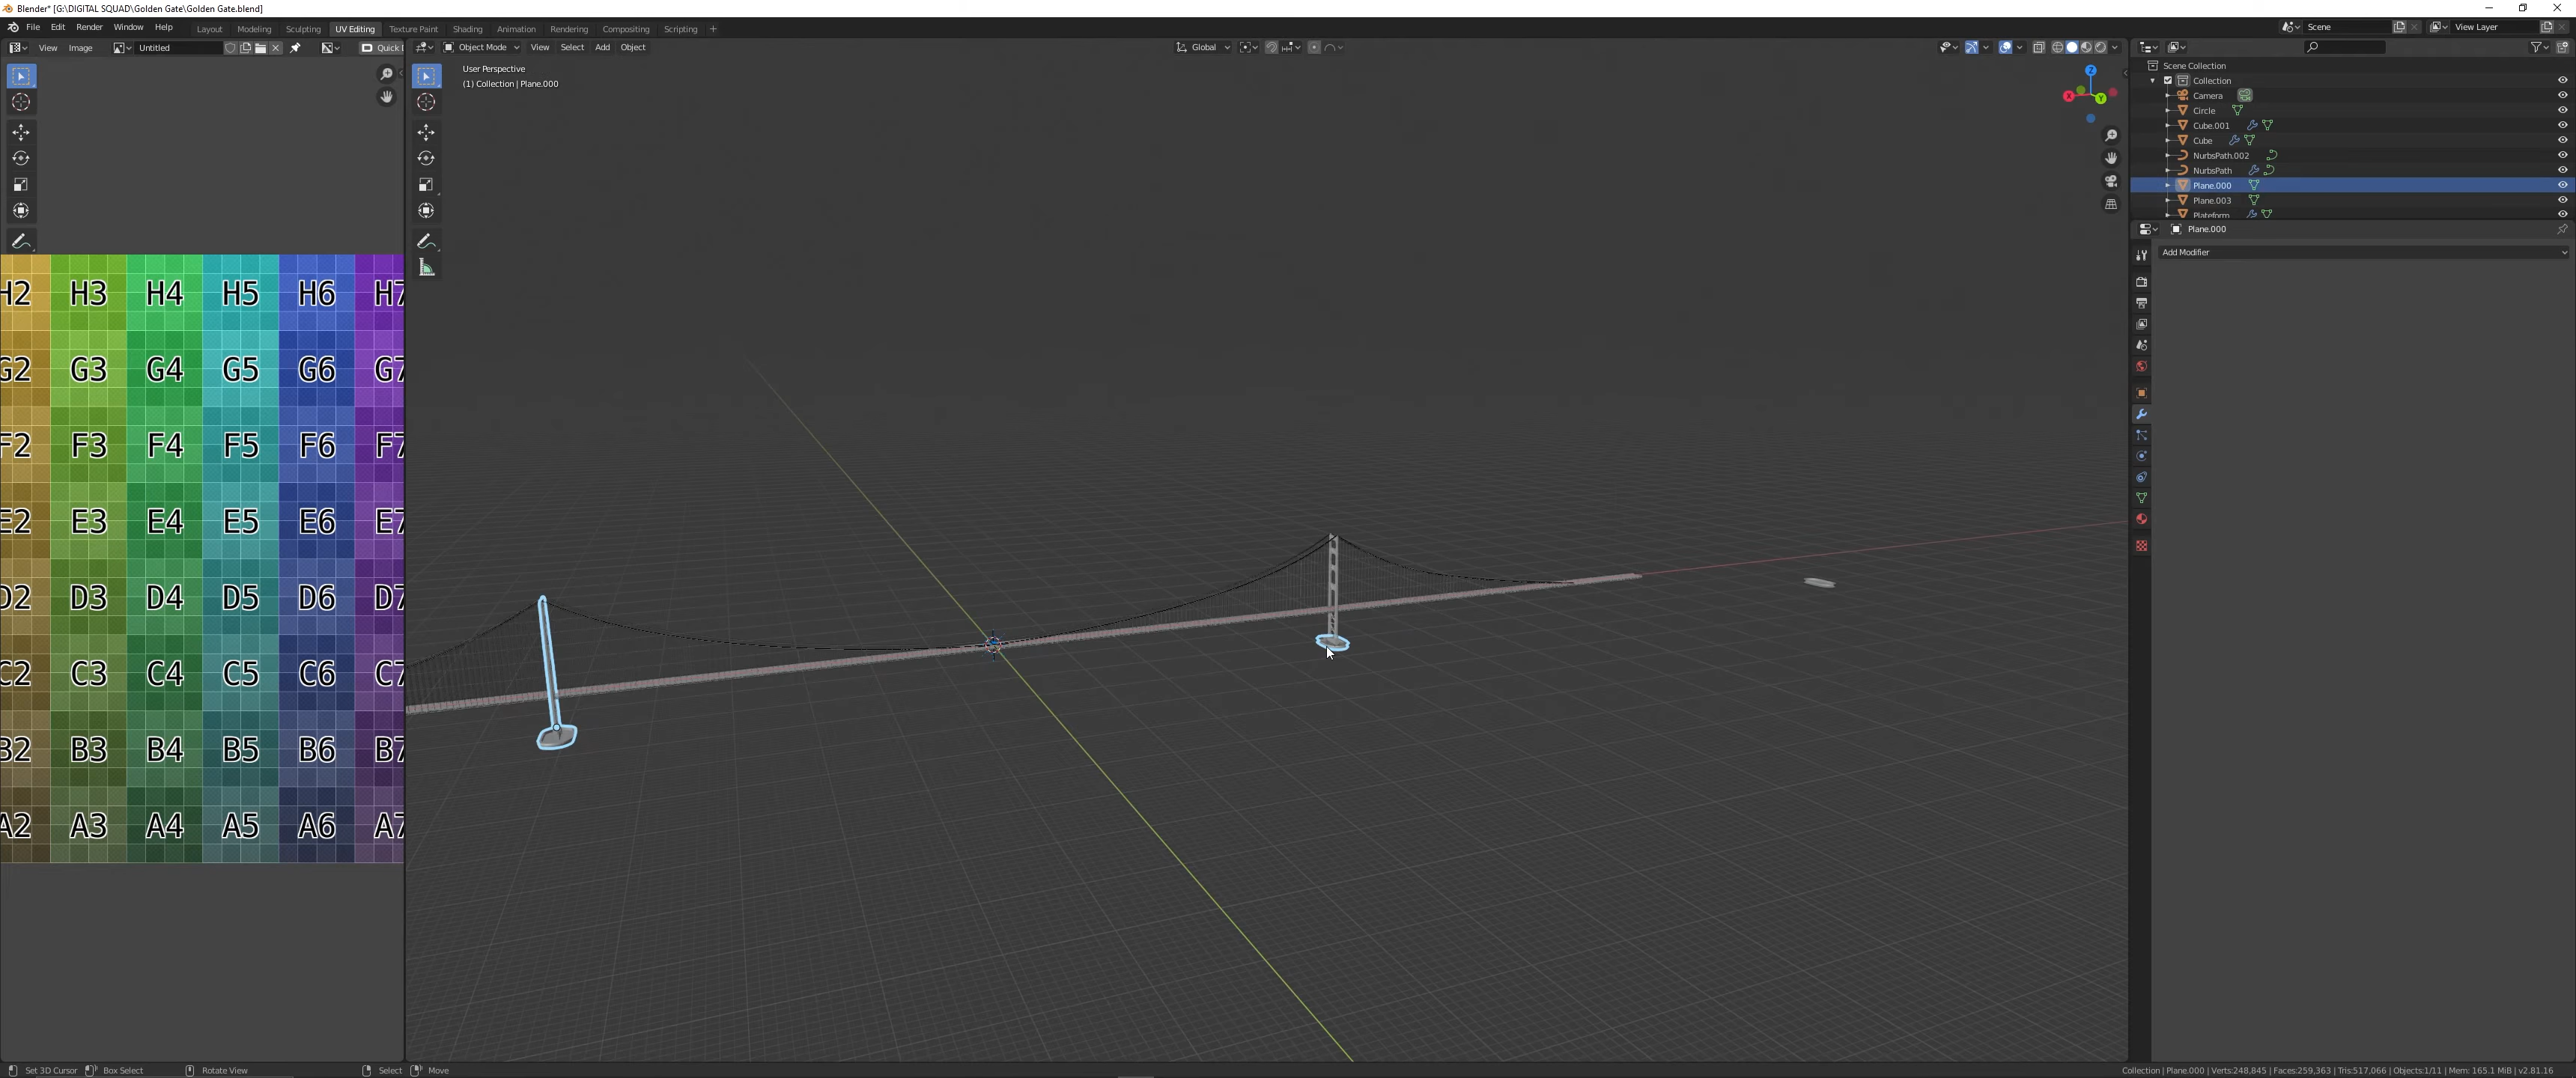 Blender* [G:\DIGITAL SQUAD\Golden Gate\Golden Gate.blend]
File Edit Render Window Help Layout Modeling Sculpting UV Editing Texture Paint Shading Animation Rendering Compositing Scripting + Scene View Layer
View Image Untitled Quick Object Mode View Select Add Object Global
User Perspective
(1) Collection | Plane.000
Z
X
Y
Scene Collection
Collection
Camera
Circle
Cube.001
Cube
NurbsPath.002
NurbsPath
Plane.000
Plane.003
Plateform
Plane.000
Add Modifier
H2 H3 H4 H5 H6 H7
G2 G3 G4 G5 G6 G7
F2 F3 F4 F5 F6 F7
E2 E3 E4 E5 E6 E7
D2 D3 D4 D5 D6 D7
C2 C3 C4 C5 C6 C7
B2 B3 B4 B5 B6 B7
A2 A3 A4 A5 A6 A7
Set 3D Cursor Box Select Rotate View Select Move Collection | Plane.000 | Verts:248,845 | Faces:259,363 | Tris:517,066 | Objects:1/11 | Mem: 165.1 MiB | v2.81.16